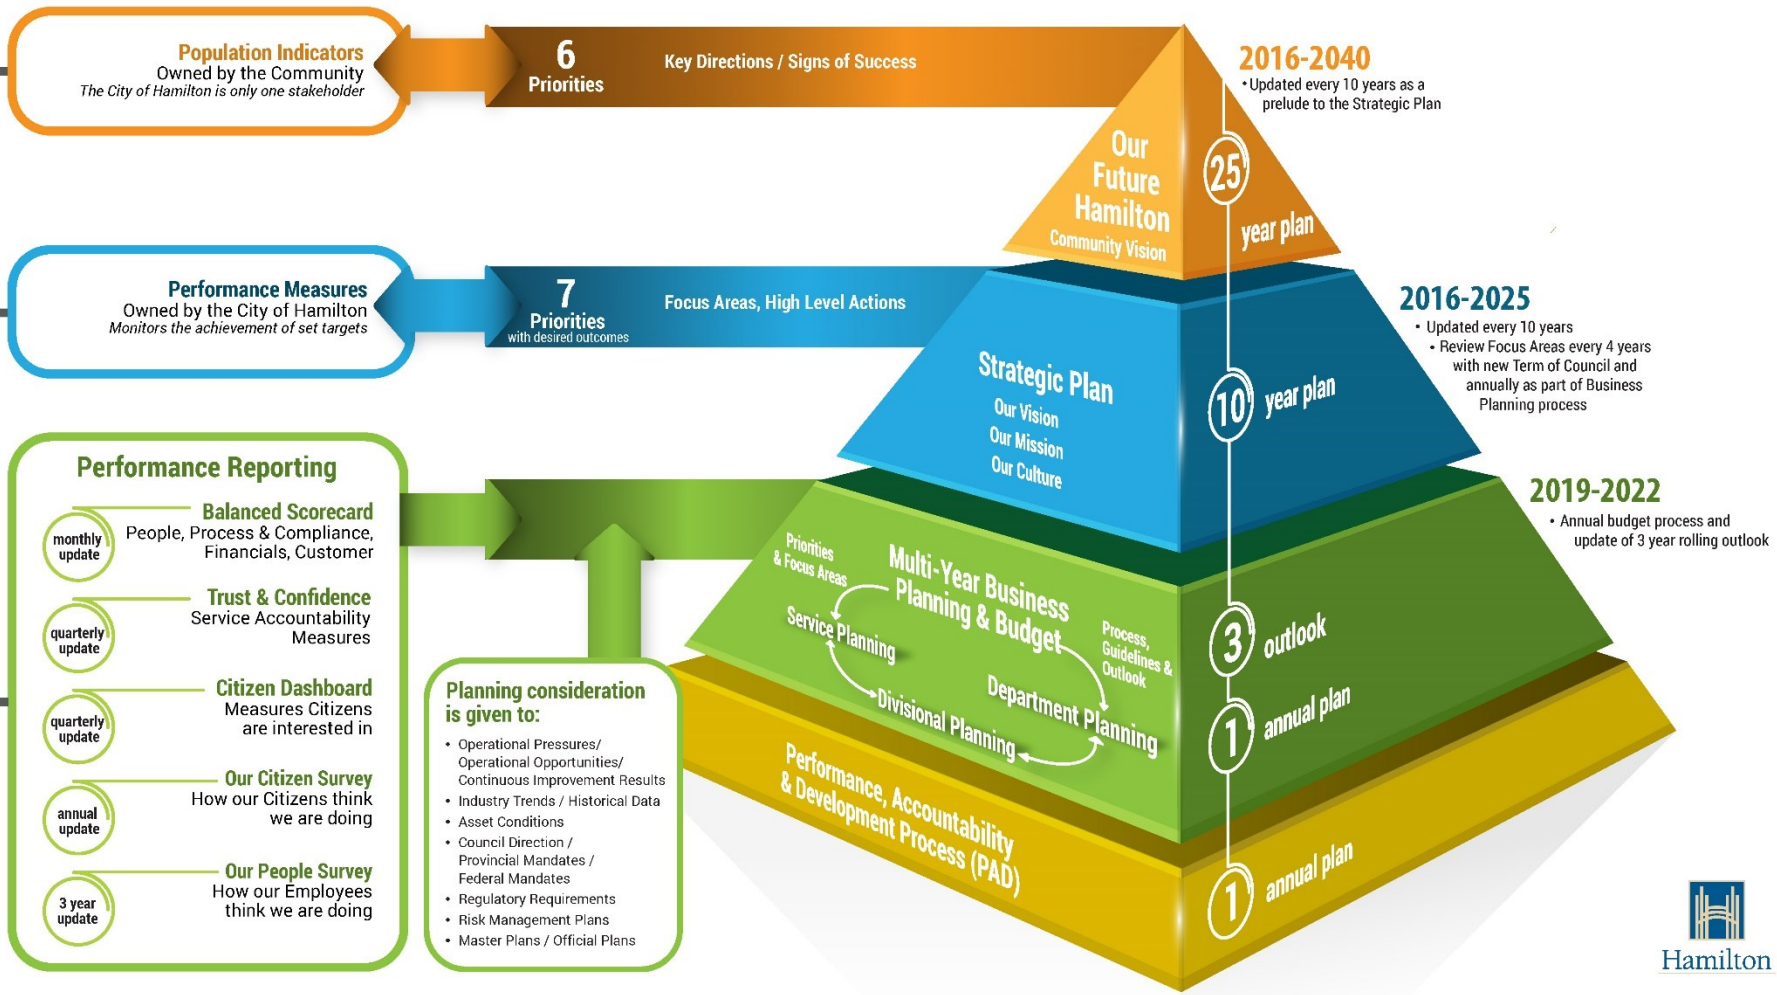 Population Indicators
Owned by the Community
The City of Hamilton is only one stakeholder
6
Priorities
Key Directions / Signs of Success
2016-2040
• Updated every 10 years as a
prelude to the Strategic Plan
Our
Future
Hamilton
Community Vision
25
year plan
Performance Measures
Owned by the City of Hamilton
Monitors the achievement of set targets
7
Priorities
with desired outcomes
Focus Areas, High Level Actions
2016-2025
• Updated every 10 years
• Review Focus Areas every 4 years
with new Term of Council and
annually as part of Business
Planning process
Strategic Plan
Our Vision
Our Mission
Our Culture
10
year plan
Performance Reporting
monthly
update
Balanced Scorecard
People, Process & Compliance,
Financials, Customer
quarterly
update
Trust & Confidence
Service Accountability
Measures
quarterly
update
Citizen Dashboard
Measures Citizens
are interested in
annual
update
Our Citizen Survey
How our Citizens think
we are doing
3 year
update
Our People Survey
How our Employees
think we are doing
Planning consideration
is given to:
• Operational Pressures/
Operational Opportunities/
Continuous Improvement Results
• Industry Trends / Historical Data
• Asset Conditions
• Council Direction /
Provincial Mandates /
Federal Mandates
• Regulatory Requirements
• Risk Management Plans
• Master Plans / Official Plans
2019-2022
• Annual budget process and
update of 3 year rolling outlook
Priorities
& Focus Areas
Multi-Year Business
Planning & Budget
Process,
Guidelines &
Outlook
Service Planning
Divisional Planning
Department Planning
3
outlook
1
annual plan
Performance, Accountability
& Development Process (PAD)
1
annual plan
Hamilton